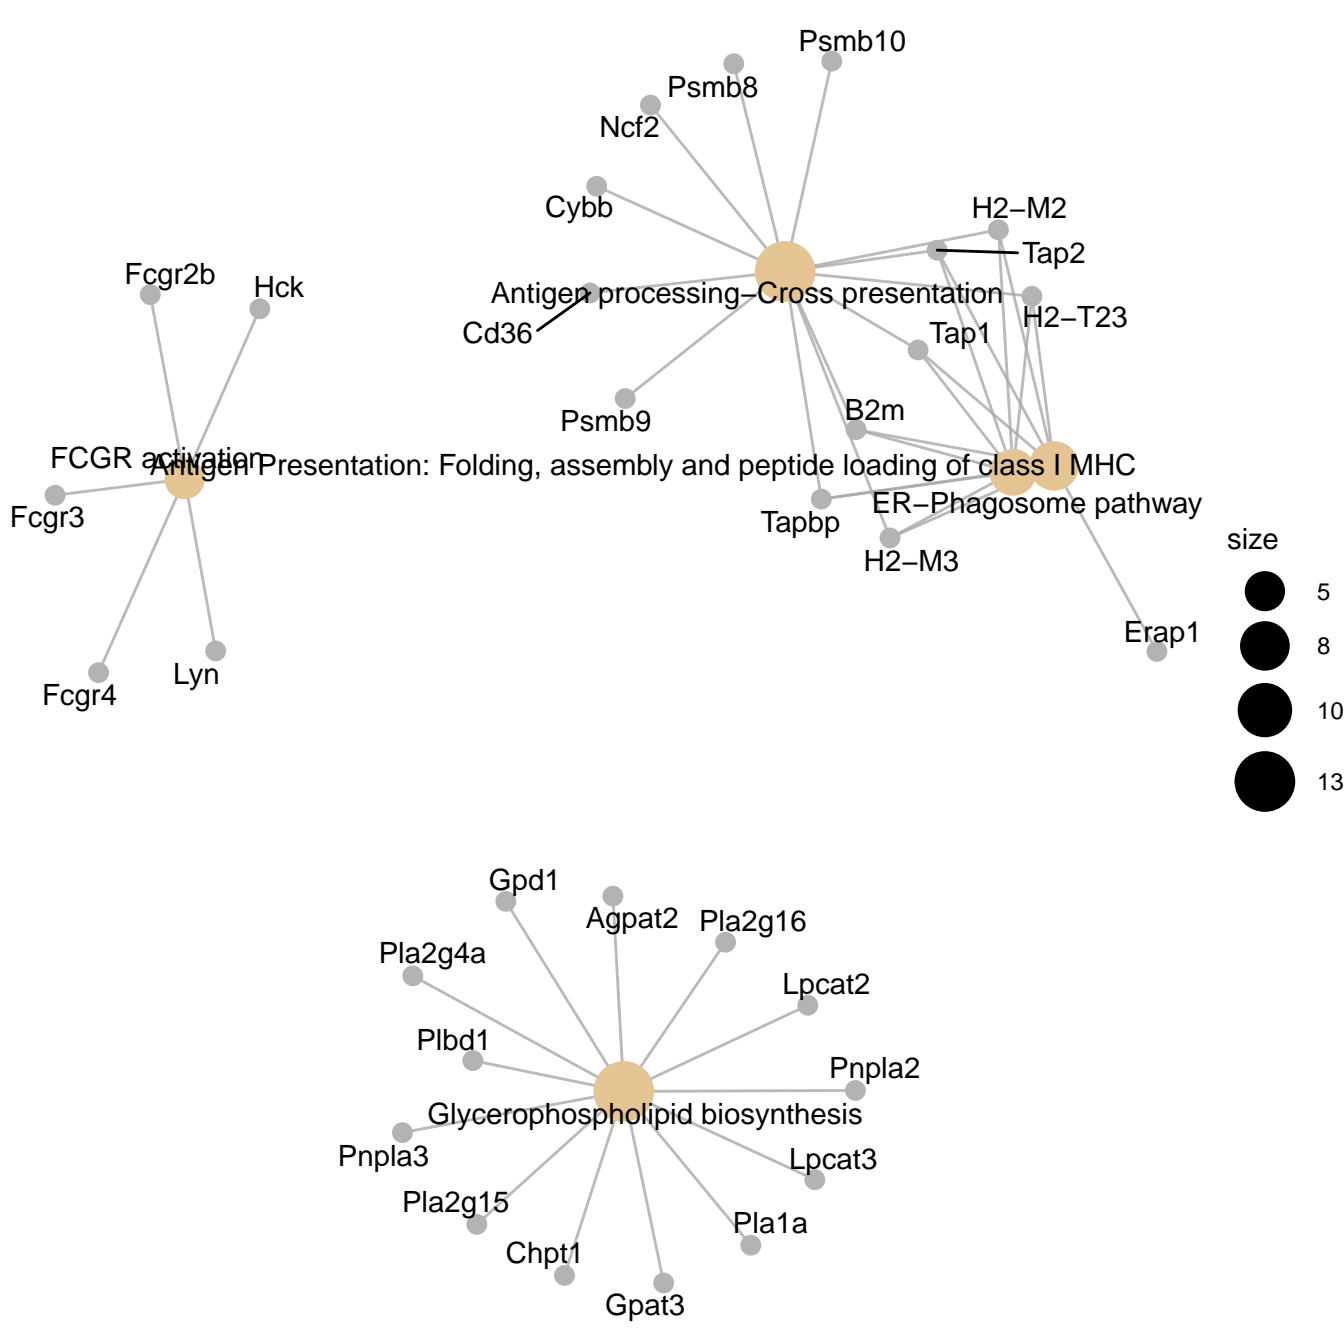 Psmb10
Psmb8
Ncf2
Cybb
H2−M2
Tap2
Fcgr2b
Hck
Antigen processing−Cross presentation
H2−T23
Cd36
Tap1
B2m
Psmb9
FCGR activation
Antigen Presentation: Folding, assembly and peptide loading of class I MHC
ER−Phagosome pathway
Fcgr3
Tapbp
H2−M3
size
5
8
10
13
Erap1
Lyn
Fcgr4
Gpd1
Agpat2
Pla2g16
Pla2g4a
Lpcat2
Plbd1
Pnpla2
Glycerophospholipid biosynthesis
Pnpla3
Lpcat3
Pla2g15
Pla1a
Chpt1
Gpat3